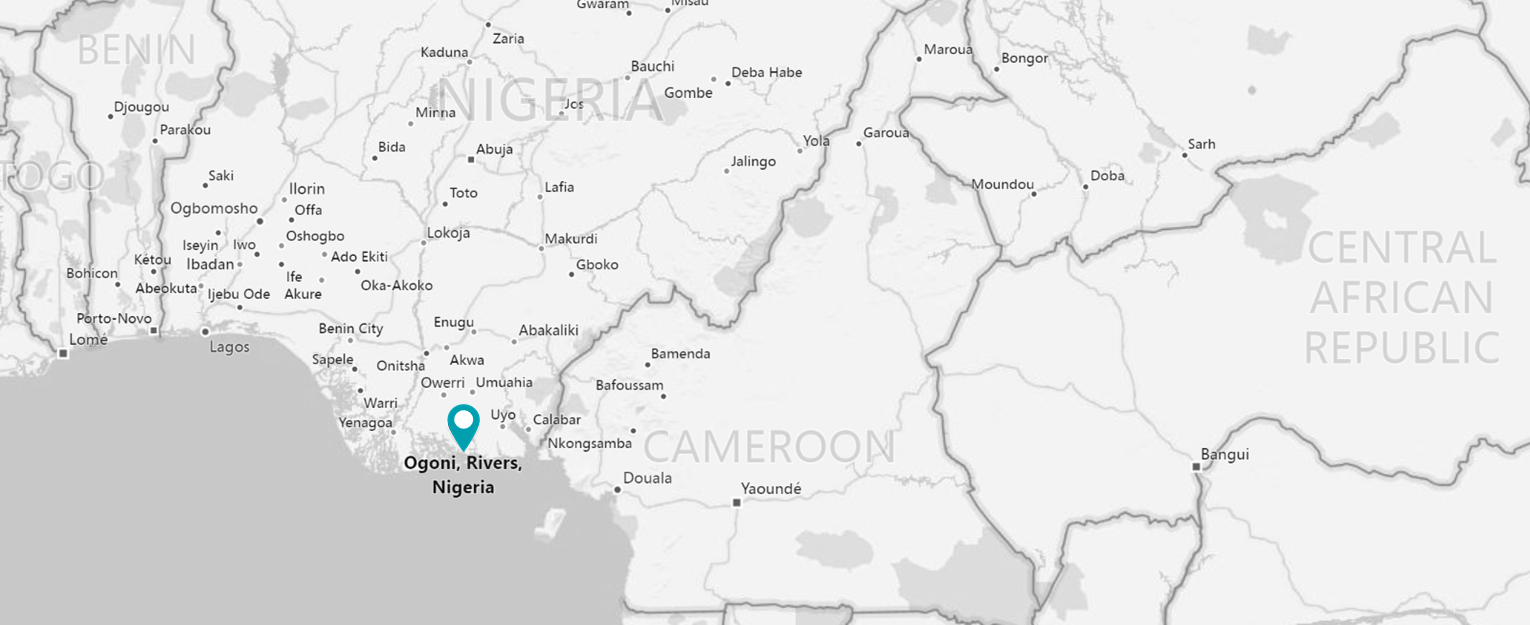 Gwaram
Misau
Zaria
BENIN
Kaduna
Maroua
Bongor
Bauchi
Deba Habe
NIGERIA
Gombe
Djougou
Jos
Minna
Parakou
Garoua
Yola
Sarh
Bida
Abuja
Jalingo
TOGO
Saki
Doba
Moundou
Ilorin
Toto
Lafia
Ogbomosho
Offa
Iseyin
Iwo
Oshogbo
Lokoja
Makurdi
CENTRAL
AFRICAN
REPUBLIC
Kétou
Ibadan
Ado Ekiti
Gboko
Bohicon
Abeokuta
Ife
Oka-Akoko
Ijebu Ode
Akure
Porto-Novo
Lomé
Lagos
Benin City
Enugu
Abakaliki
Sapele
Onitsha
Akwa
Bamenda
Owerri
Umuahia
Bafoussam
Warri
Yenagoa
Uyo
Calabar
Nkongsamba
CAMEROON
Bangui
Ogoni, Rivers,
Nigeria
Douala
Yaoundé